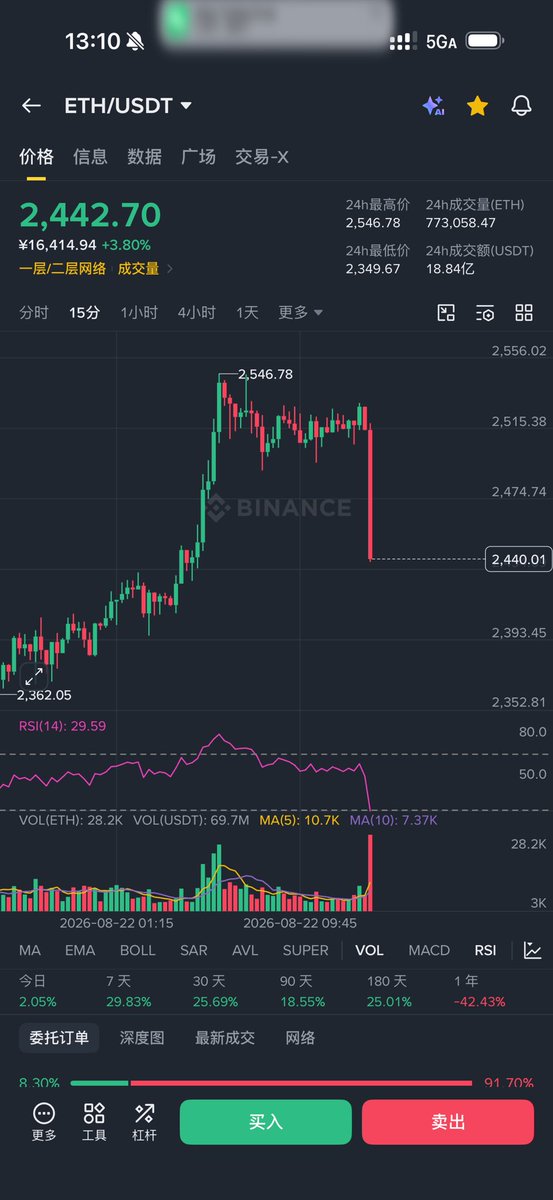 13:10 5GA
ETH/USDT AI
价格 信息 数据 广场 交易-X
2,442.70
¥16,414.94 +3.80%
一层/二层网络 成交量
24h最高价 24h成交量(ETH)
2,546.78 773,058.47
24h最低价 24h成交额(USDT)
2,349.67 18.84亿
分时 15分 1小时 4小时 1天 更多
2,556.02
2,546.78
2,515.38
2,474.74
BINANCE
2,440.01
2,393.45
2,362.05
2,352.81
RSI(14): 29.59
80.0
50.0
VOL(ETH): 28.2K VOL(USDT): 69.7M MA(5): 10.7K MA(10): 7.37K
28.2K
3K
2026-08-22 01:15 2026-08-22 09:45
MA EMA BOLL SAR AVL SUPER VOL MACD RSI
今日 7 天 30 天 90 天 180 天 1 年
2.05% 29.83% 25.69% 18.55% 25.01% -42.43%
委托订单 深度图 最新成交 网络
8.30% 91.70%
更多 工具 杠杆 买入 卖出